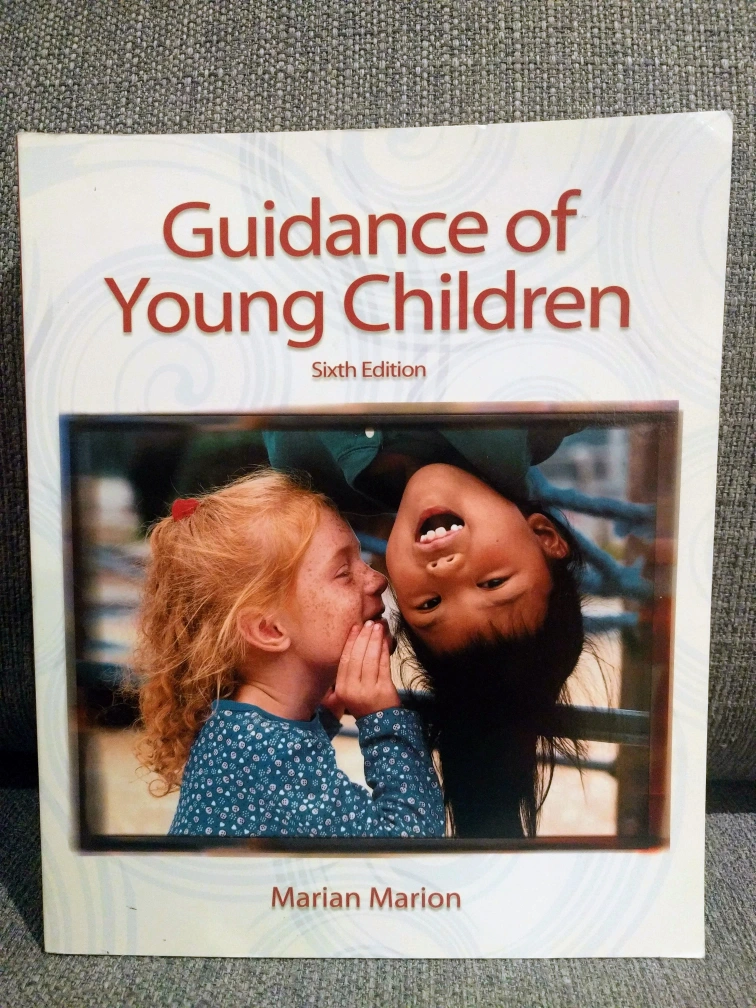 Guidance of
Young Children
Sixth Edition
Marian Marion